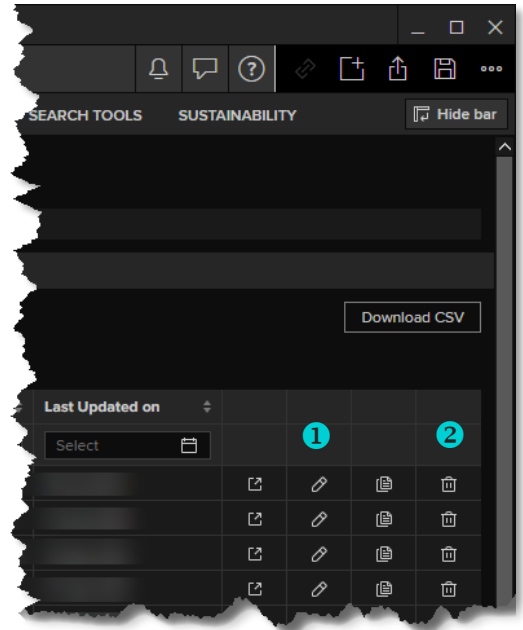 ?
SEARCH TOOLS SUSTAINABILITY Hide bar
Download CSV
Last Updated on
Select
1 2